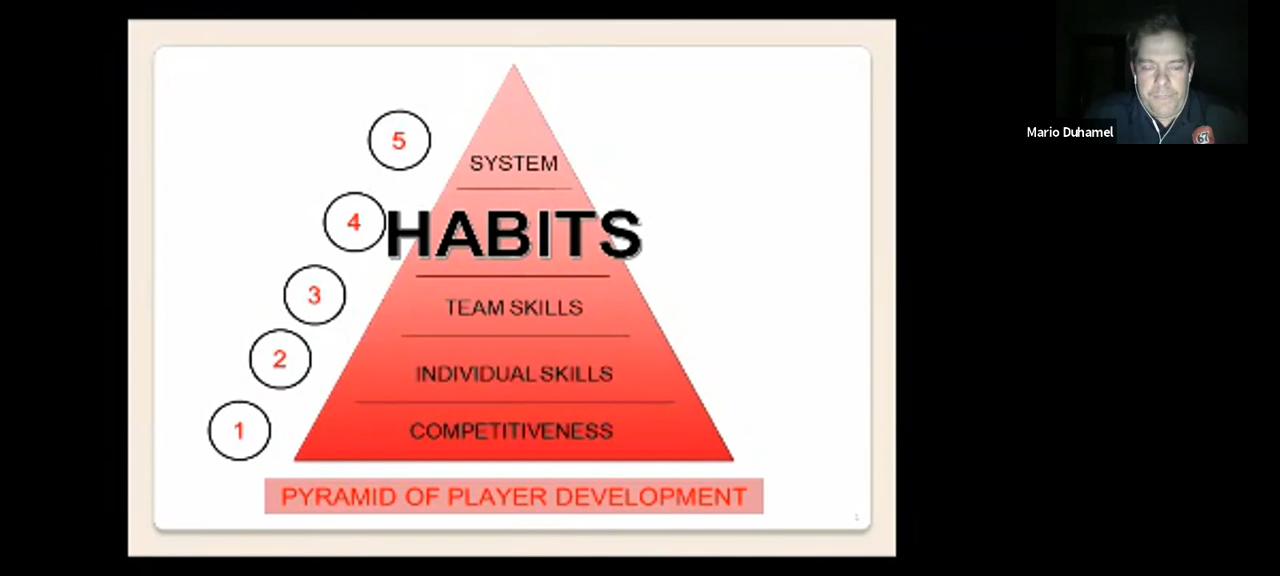 5
SYSTEM
4
HABITS
3
TEAM SKILLS
2
INDIVIDUAL SKILLS
1
COMPETITIVENESS
PYRAMID OF PLAYER DEVELOPMENT
Mario Duhamel